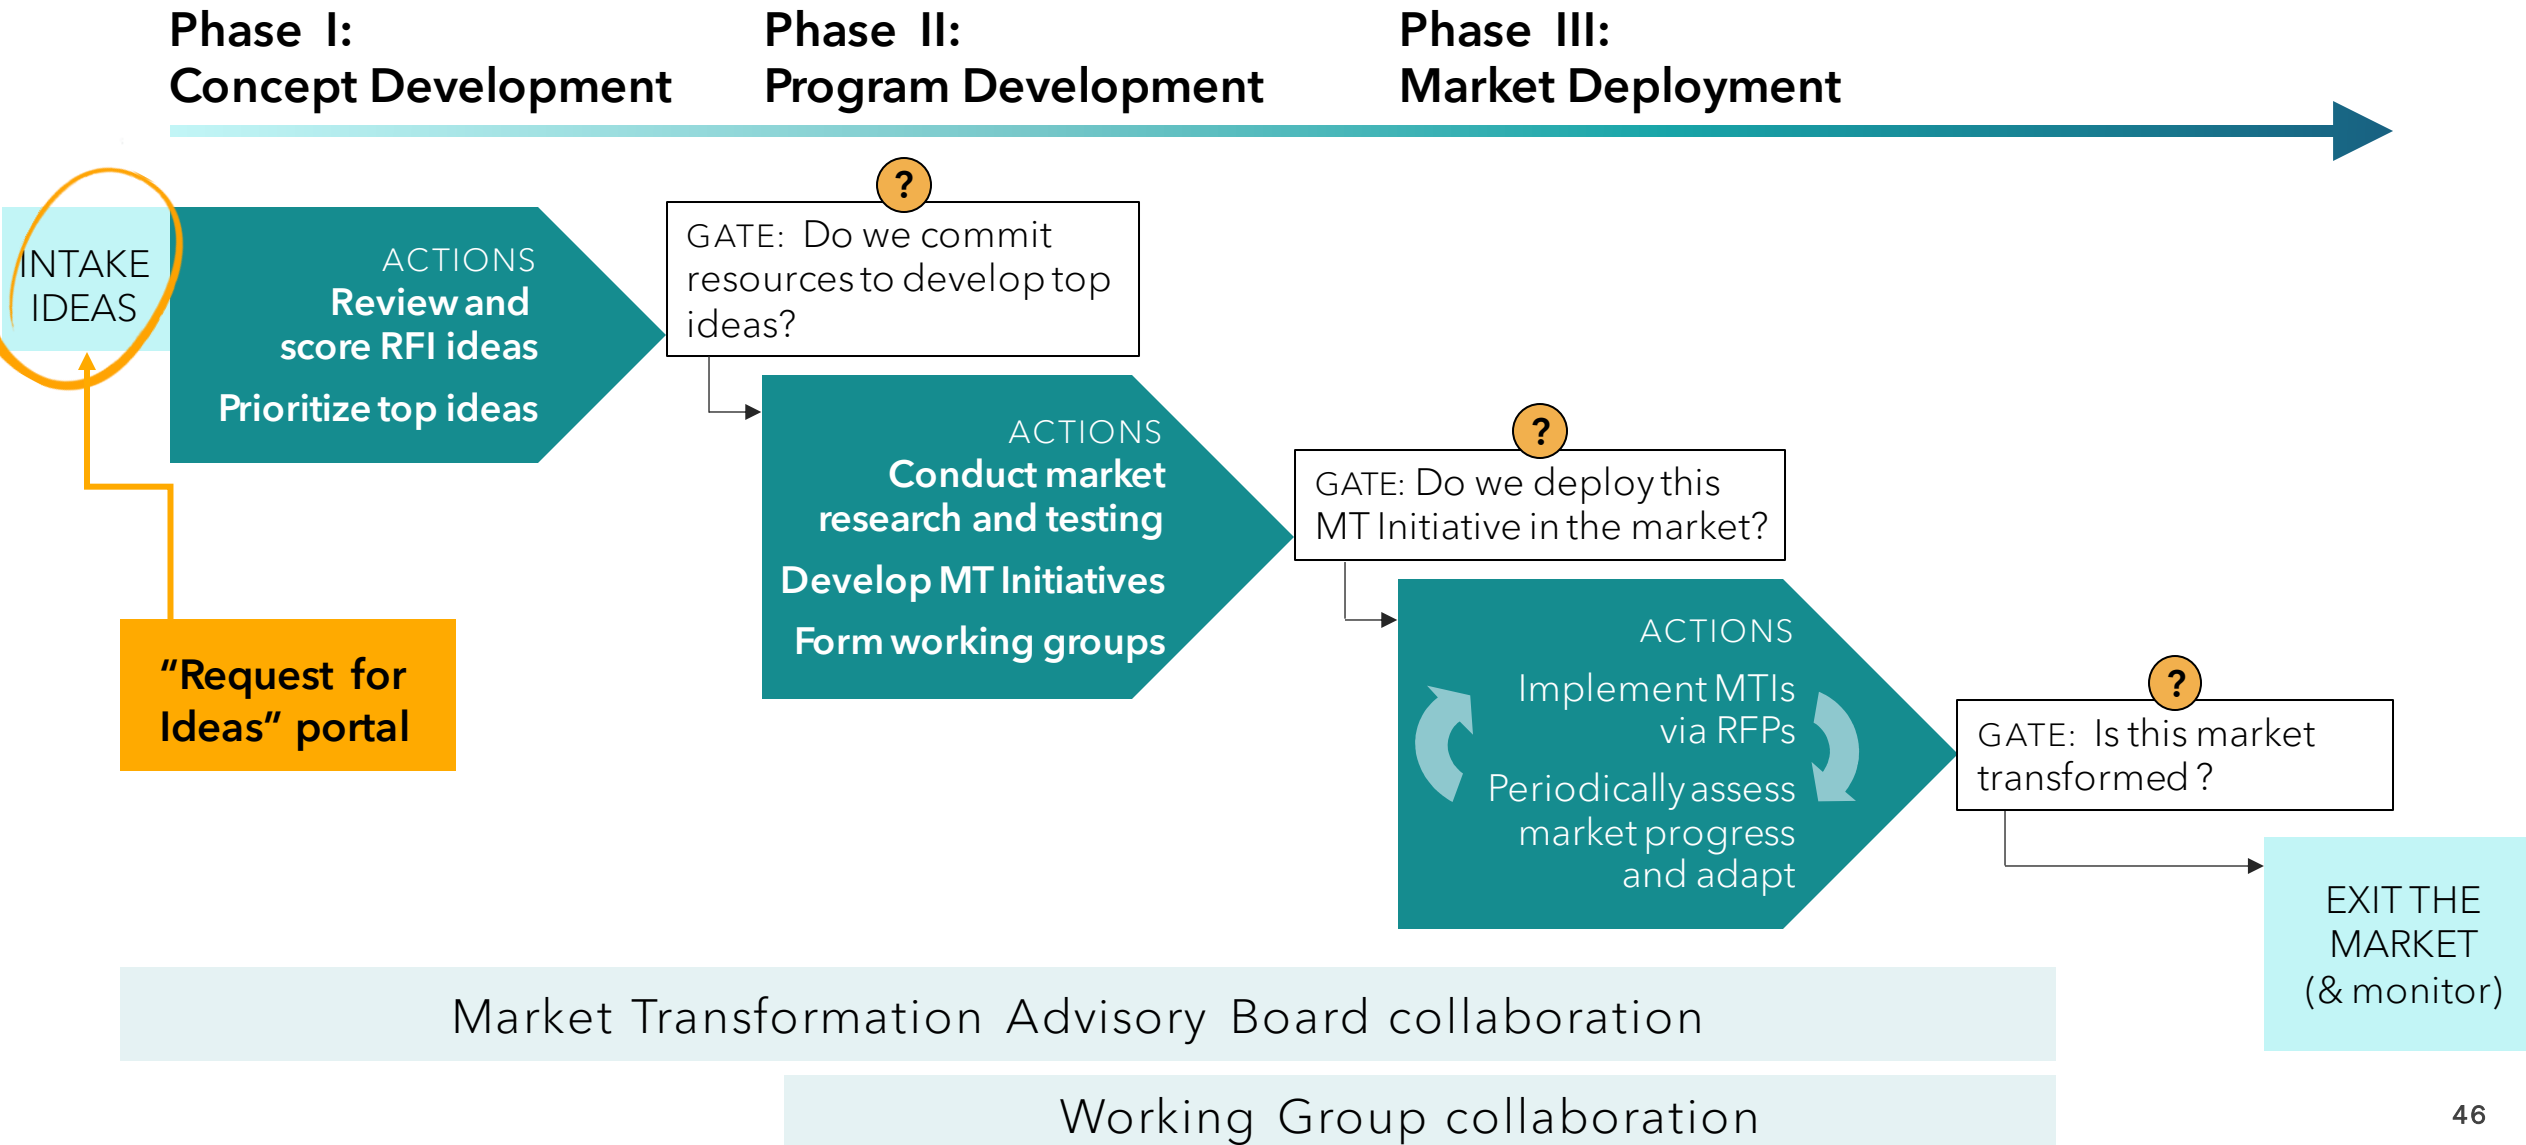 Phase I:
Concept Development
Phase II:
Program Development
Phase III:
Market Deployment
INTAKE
IDEAS
ACTIONS
Review and
score RFI ideas
Prioritize top ideas
?
GATE: Do we commit
resources to develop top
ideas?
"Request for
Ideas" portal
ACTIONS
Conduct market
research and testing
Develop MT Initiatives
Form working groups
?
GATE: Do we deploy this
MT Initiative in the market?
ACTIONS
Implement MTIs
via RFPs
Periodically assess
market progress
and adapt
?
GATE: Is this market
transformed?
EXIT THE
MARKET
(& monitor)
Market Transformation Advisory Board collaboration
Working Group collaboration
46